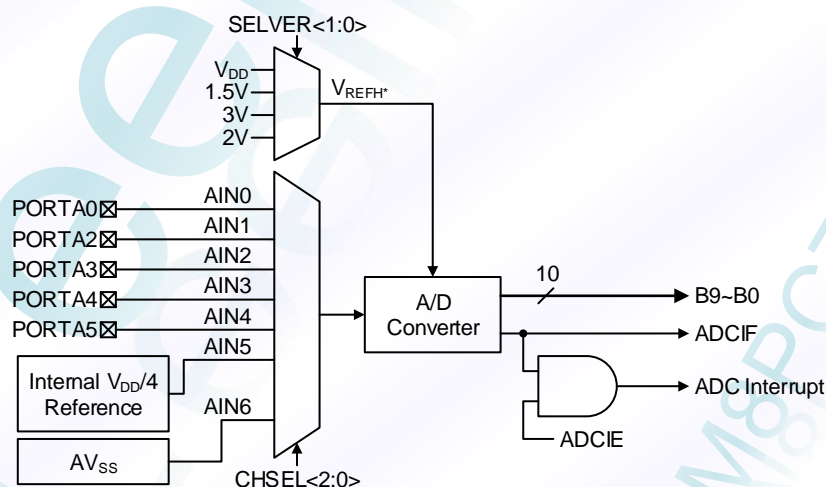 SELVER<1:0>
VDD
1.5V
3V
2V
VREFH*
PORTA0
AIN0
PORTA2
AIN1
PORTA3
AIN2
PORTA4
AIN3
PORTA5
AIN4
AIN5
Internal VDD/4
Reference
AIN6
AVSS
CHSEL<2:0>
A/D
Converter
10
B9~B0
ADCIF
ADC Interrupt
ADCIE